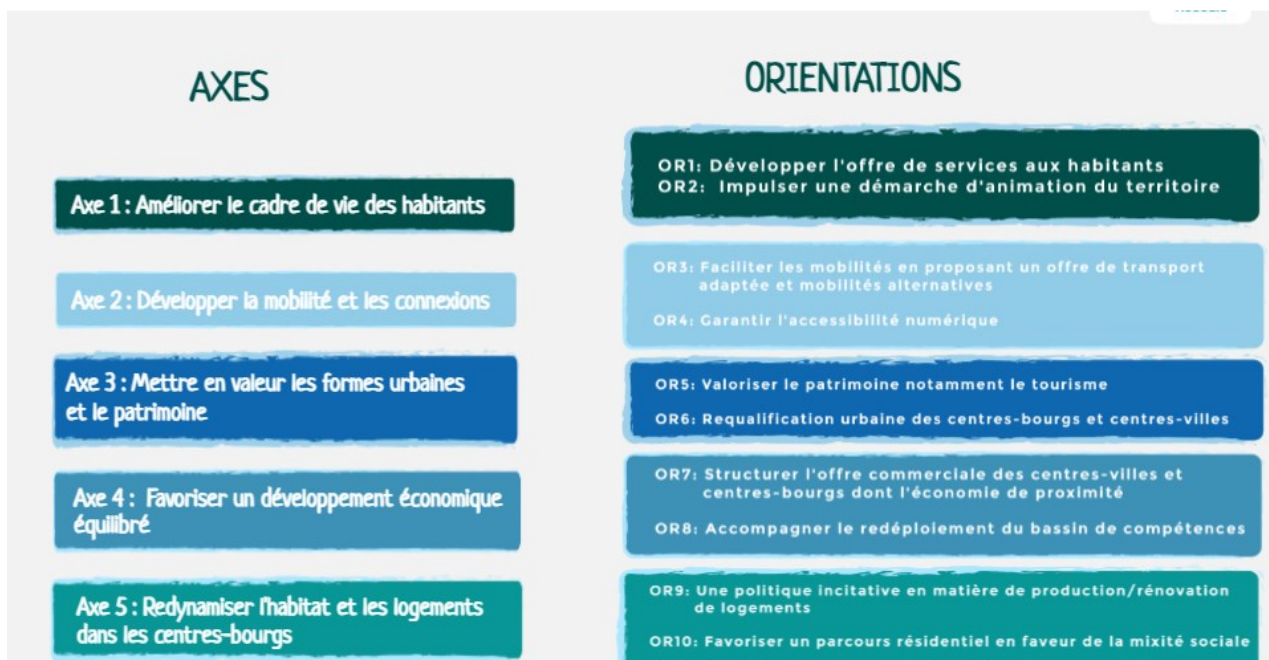 AXES
ORIENTATIONS
Axe 1 : Améliorer le cadre de vie des habitants
OR1: Développer l'offre de services aux habitants
OR2: Impulser une démarche d'animation du territoire
Axe 2 : Développer la mobilité et les connexions
OR3: Faciliter les mobilités en proposant un offre de transport
adaptée et mobilités alternatives
OR4: Garantir l'accessibilité numérique
Axe 3 : Mettre en valeur les formes urbaines
et le patrimoine
OR5: Valoriser le patrimoine notamment le tourisme
OR6: Requalification urbaine des centres-bourgs et centres-villes
Axe 4 : Favoriser un développement économique
équilibré
OR7: Structurer l'offre commerciale des centres-villes et
centres-bourgs dont l'économie de proximité
OR8: Accompagner le redéploiement du bassin de compétences
Axe 5 : Redynamiser l'habitat et les logements
dans les centres-bourgs
OR9: Une politique incitative en matière de production/rénovation
de logements
OR10: Favoriser un parcours résidentiel en faveur de la mixité sociale